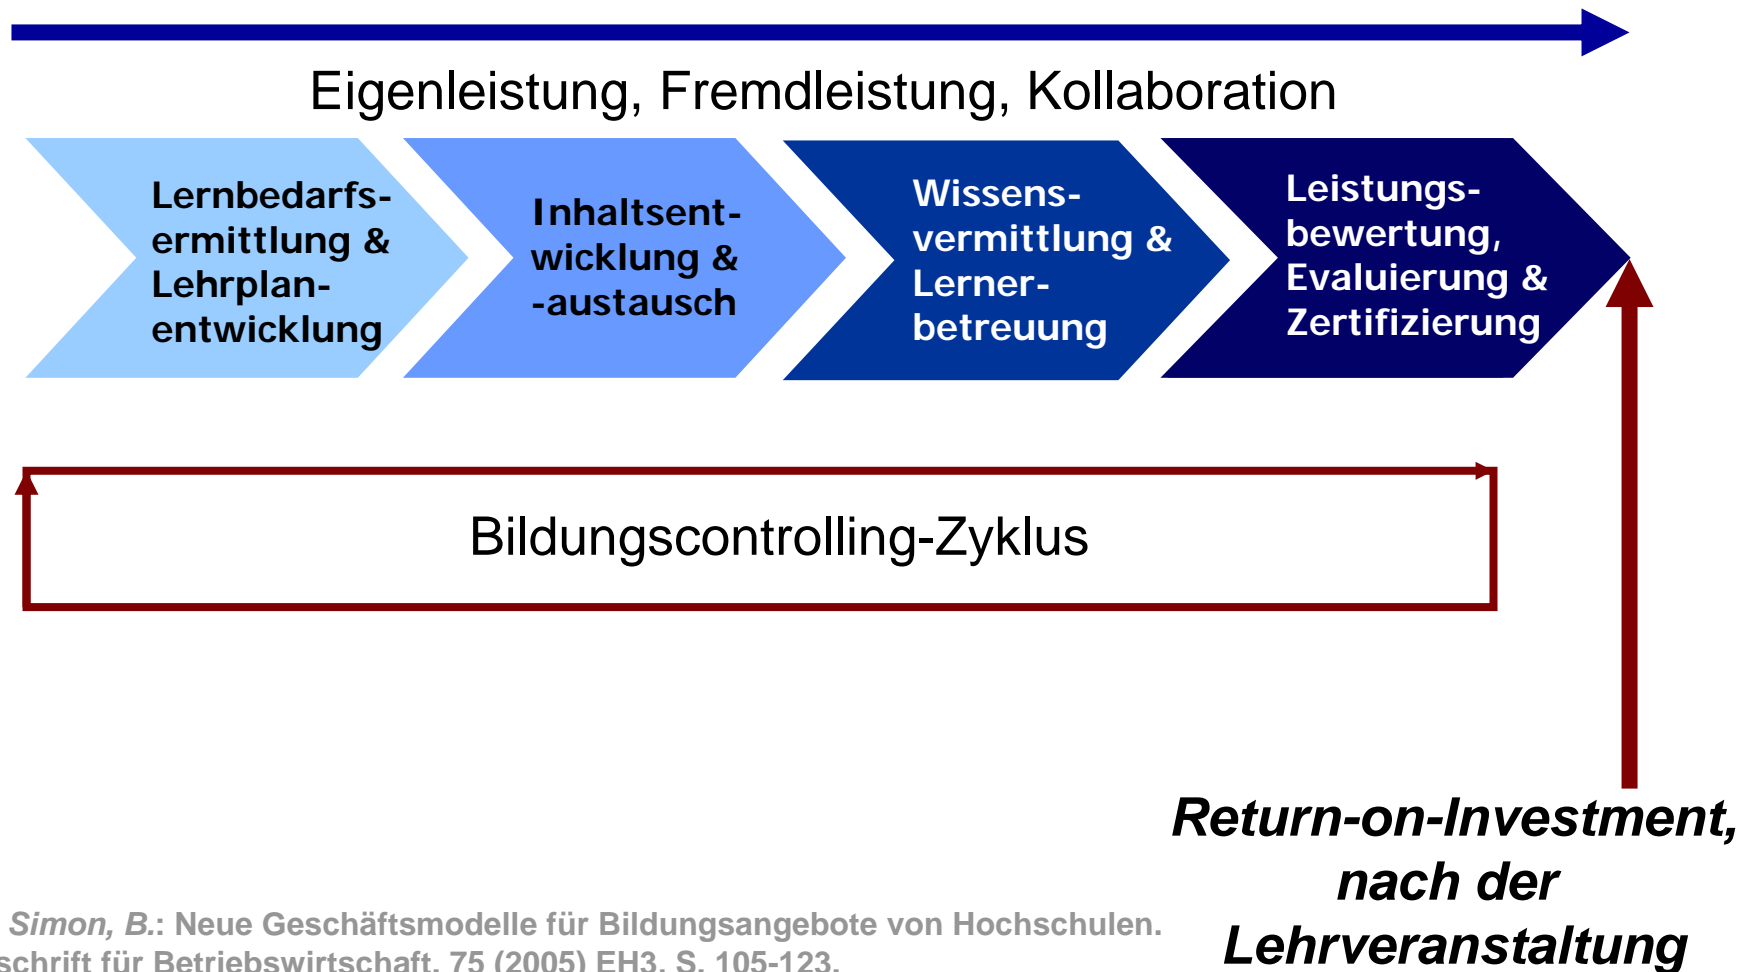 Eigenleistung, Fremdleistung, Kollaboration
Lernbedarfs-
ermittlung &
Lehrplan-
entwicklung
Inhaltsent-
wicklung &
-austausch
Wissens-
vermittlung &
Lerner-
betreuung
Leistungs-
bewertung,
Evaluierung &
Zertifizierung
Bildungscontrolling-Zyklus
Return-on-Investment,
nach der
Lehrveranstaltung
Simon, B.: Neue Geschäftsmodelle für Bildungsangebote von Hochschulen.
schrift für Betriebswirtschaft, 75 (2005) EH3, S. 105-123.